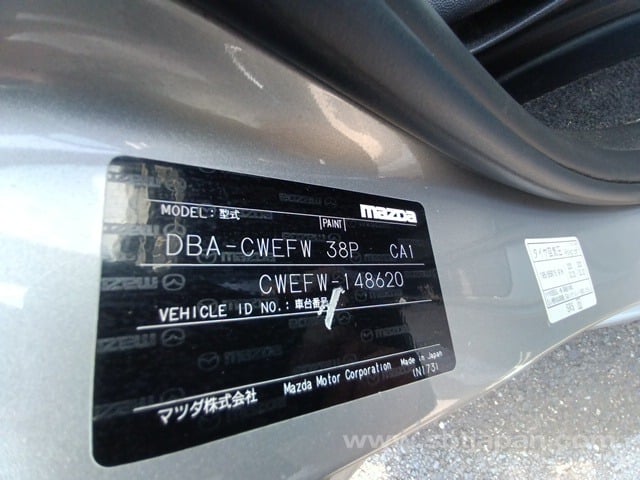 mazda
MODEL: 型式 PAINT
DBA-CWEFW 38P CA1
CWEFW-148620
VEHICLE ID NO.: 車台番号
マツダ株式会社 Mazda Motor Corporation Made in Japan
(N173)